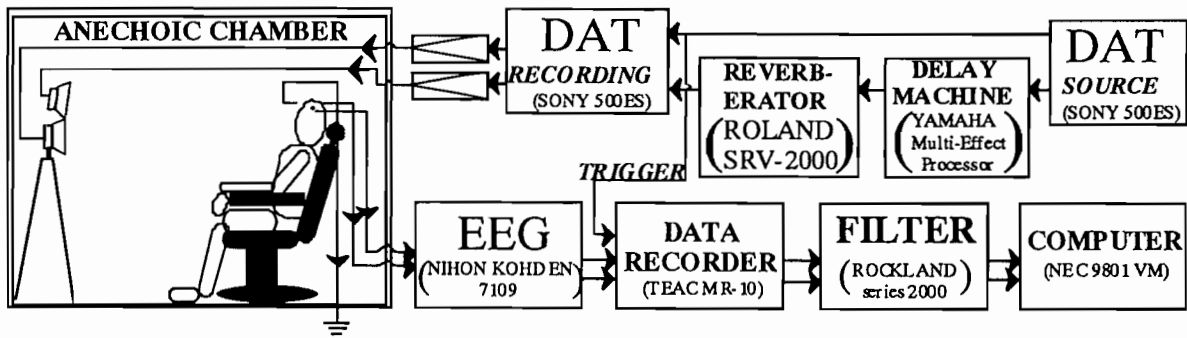 ANECHOIC CHAMBER
DAT
RECORDING
(SONY 500ES)
REVERB-
ERATOR
(ROLAND
SRV-2000)
DELAY
MACHINE
(YAMAHA
Multi-Effect
Processor)
DAT
SOURCE
(SONY 500ES)
TRIGGER
EEG
(NIHON KOHDEN
7109)
DATA
RECORDER
(TEAC MR-10)
FILTER
(ROCKLAND
series 2000)
COMPUTER
(NEC 9801 VM)